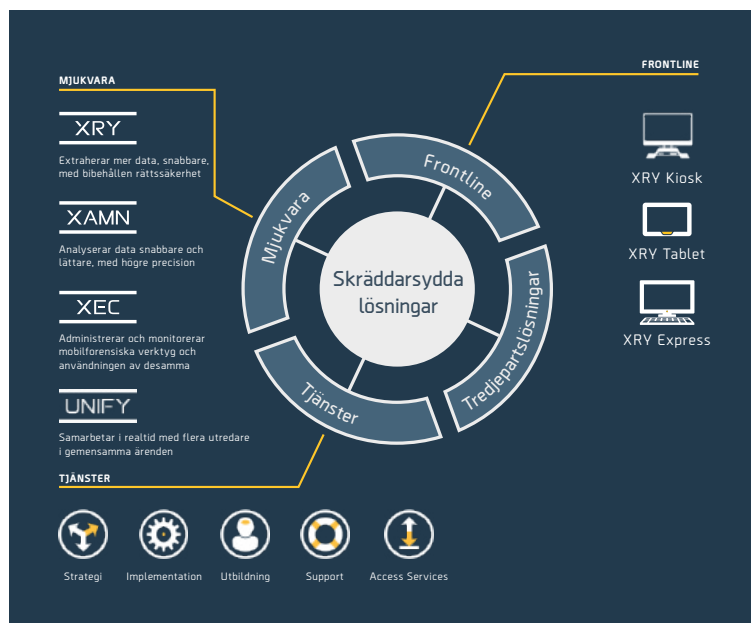 MJUKVARA
XRY
Extraherar mer data, snabbare,
med bibehållen rättssäkerhet
XAMN
Analyserar data snabbare och
lättare, med högre precision
XEC
Administrerar och monitorerar
mobilforensiska verktyg och
användningen av desamma
UNIFY
Samarbetar i realtid med flera utredare
i gemensamma ärenden
Mjukvara
Frontline
Skräddarsydda
lösningar
Tredjepartslösningar
Tjänster
FRONTLINE
XRY Kiosk
XRY Tablet
XRY Express
TJÄNSTER
Strategi
Implementation
Utbildning
Support
Access Services